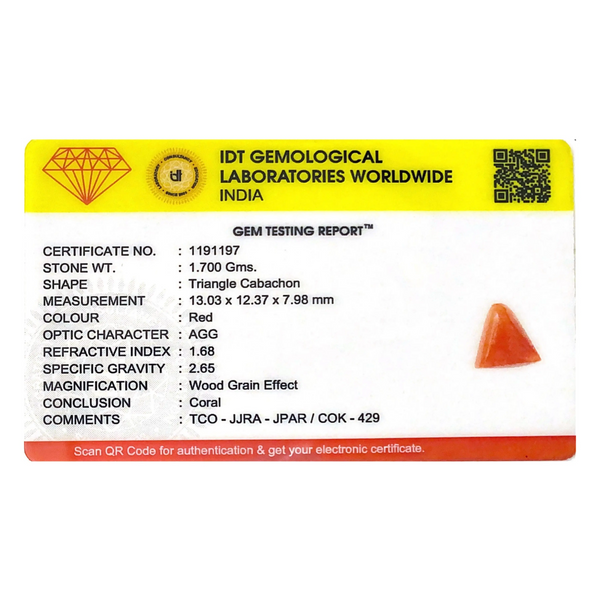 IDT GEMOLOGICAL
LABORATORIES WORLDWIDE
INDIA
idt
GEM TESTING REPORT™
CERTIFICATE NO. : 1191197
STONE WT. : 1.700 Gms.
SHAPE : Triangle Cabachon
MEASUREMENT : 13.03 x 12.37 x 7.98 mm
COLOUR : Red
OPTIC CHARACTER : AGG
REFRACTIVE INDEX : 1.68
SPECIFIC GRAVITY : 2.65
MAGNIFICATION : Wood Grain Effect
CONCLUSION : Coral
COMMENTS : TCO - JJRA - JPAR / COK - 429
Scan QR Code for authentication & get your electronic certificate.